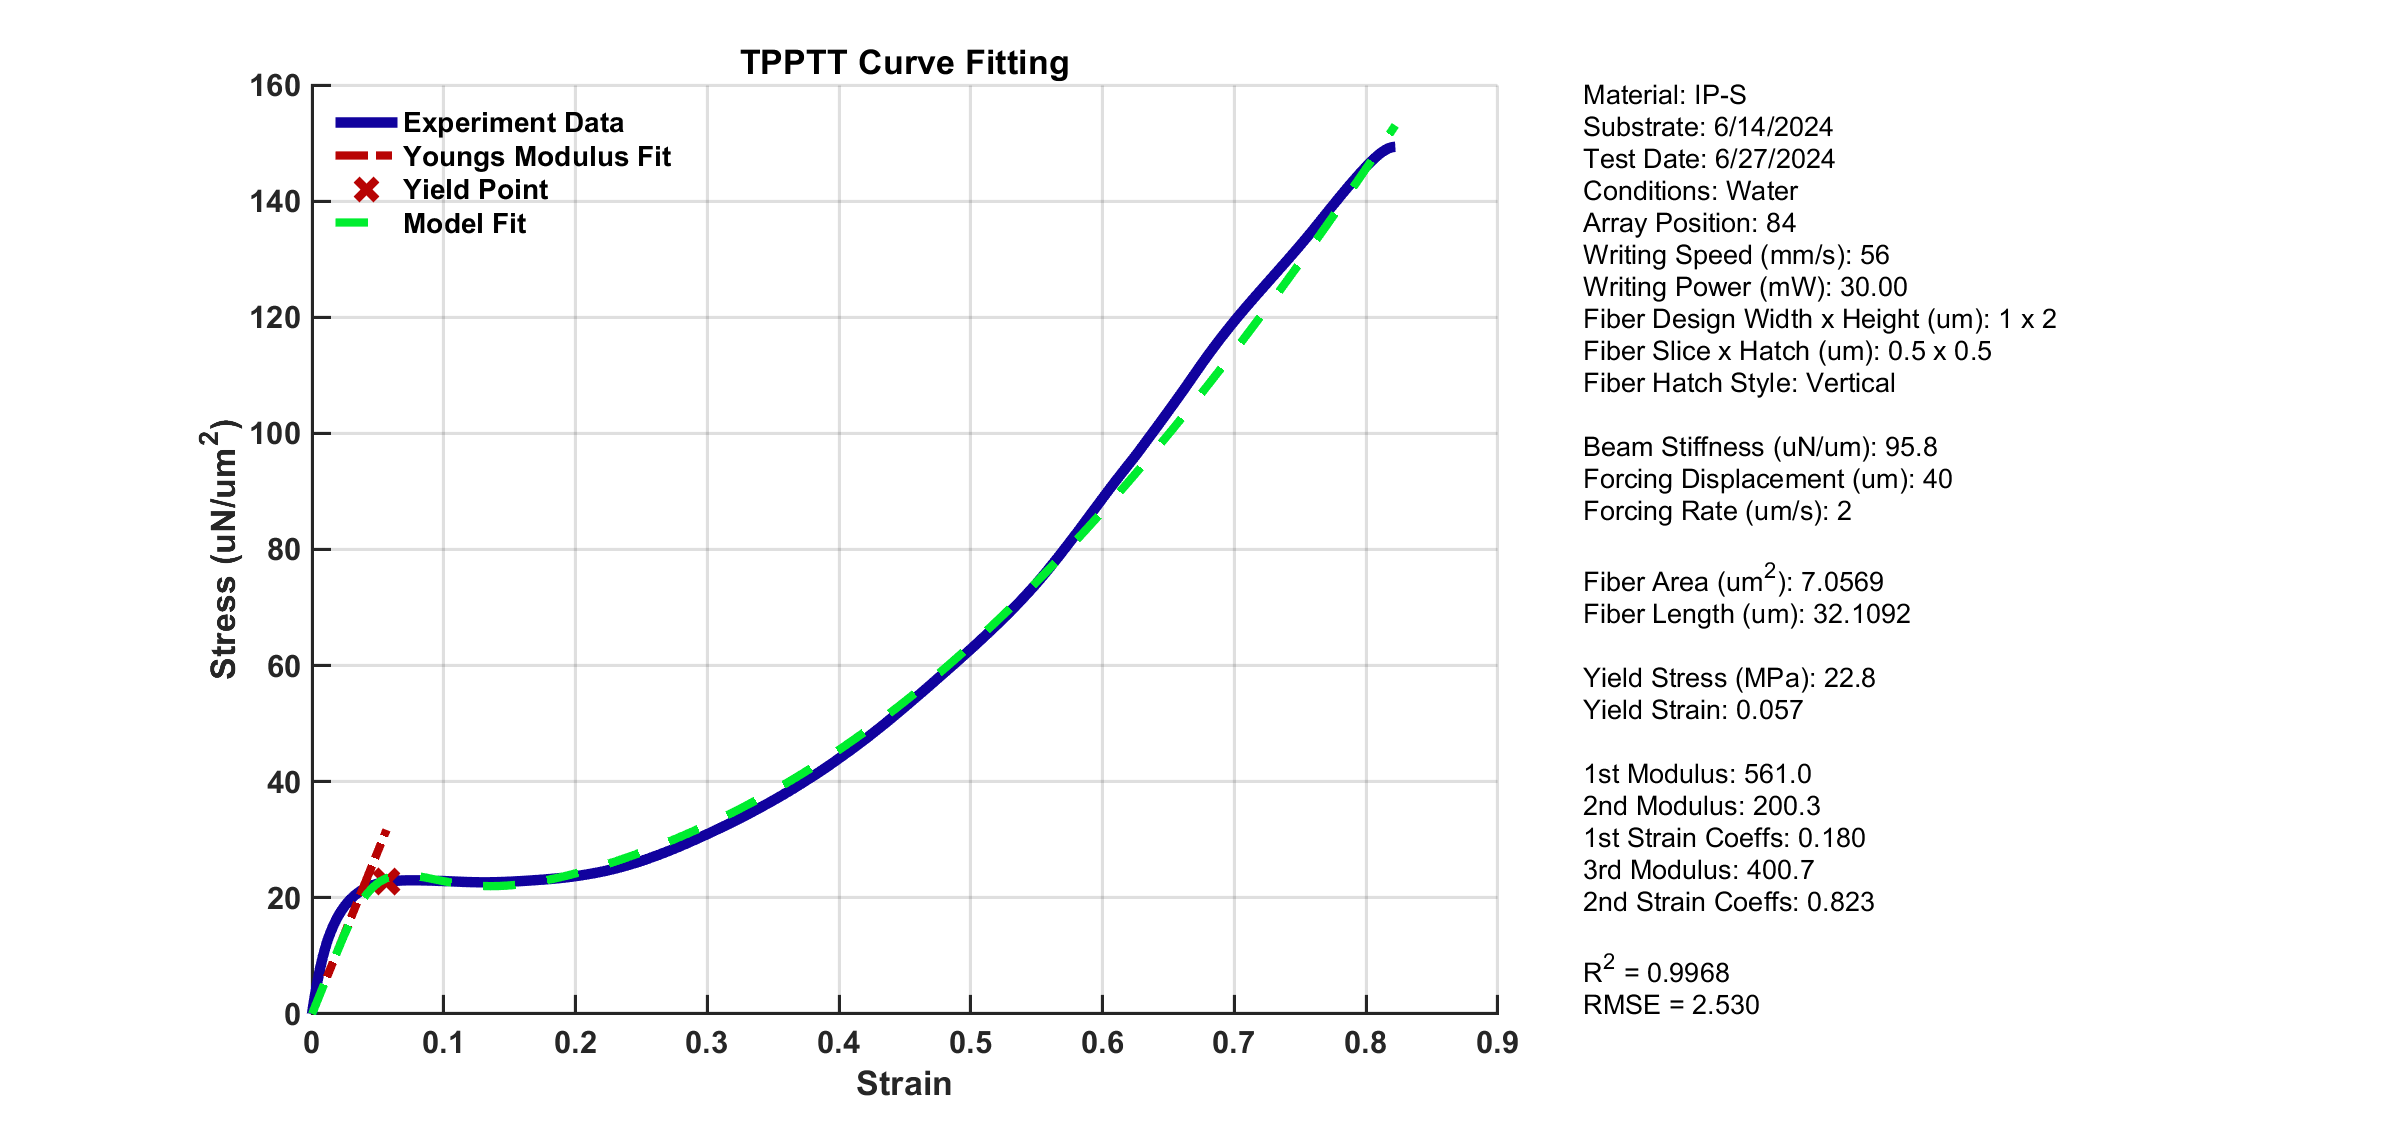 TPPTT Curve Fitting
160
140
120
100
80
60
40
20
0
Stress (uN/um²)
Experiment Data
Youngs Modulus Fit
Yield Point
Model Fit
0 0.1 0.2 0.3 0.4 0.5 0.6 0.7 0.8 0.9
Strain
Material: IP-S
Substrate: 6/14/2024
Test Date: 6/27/2024
Conditions: Water
Array Position: 84
Writing Speed (mm/s): 56
Writing Power (mW): 30.00
Fiber Design Width x Height (um): 1 x 2
Fiber Slice x Hatch (um): 0.5 x 0.5
Fiber Hatch Style: Vertical
Beam Stiffness (uN/um): 95.8
Forcing Displacement (um): 40
Forcing Rate (um/s): 2
Fiber Area (um²): 7.0569
Fiber Length (um): 32.1092
Yield Stress (MPa): 22.8
Yield Strain: 0.057
1st Modulus: 561.0
2nd Modulus: 200.3
1st Strain Coeffs: 0.180
3rd Modulus: 400.7
2nd Strain Coeffs: 0.823
R² = 0.9968
RMSE = 2.530